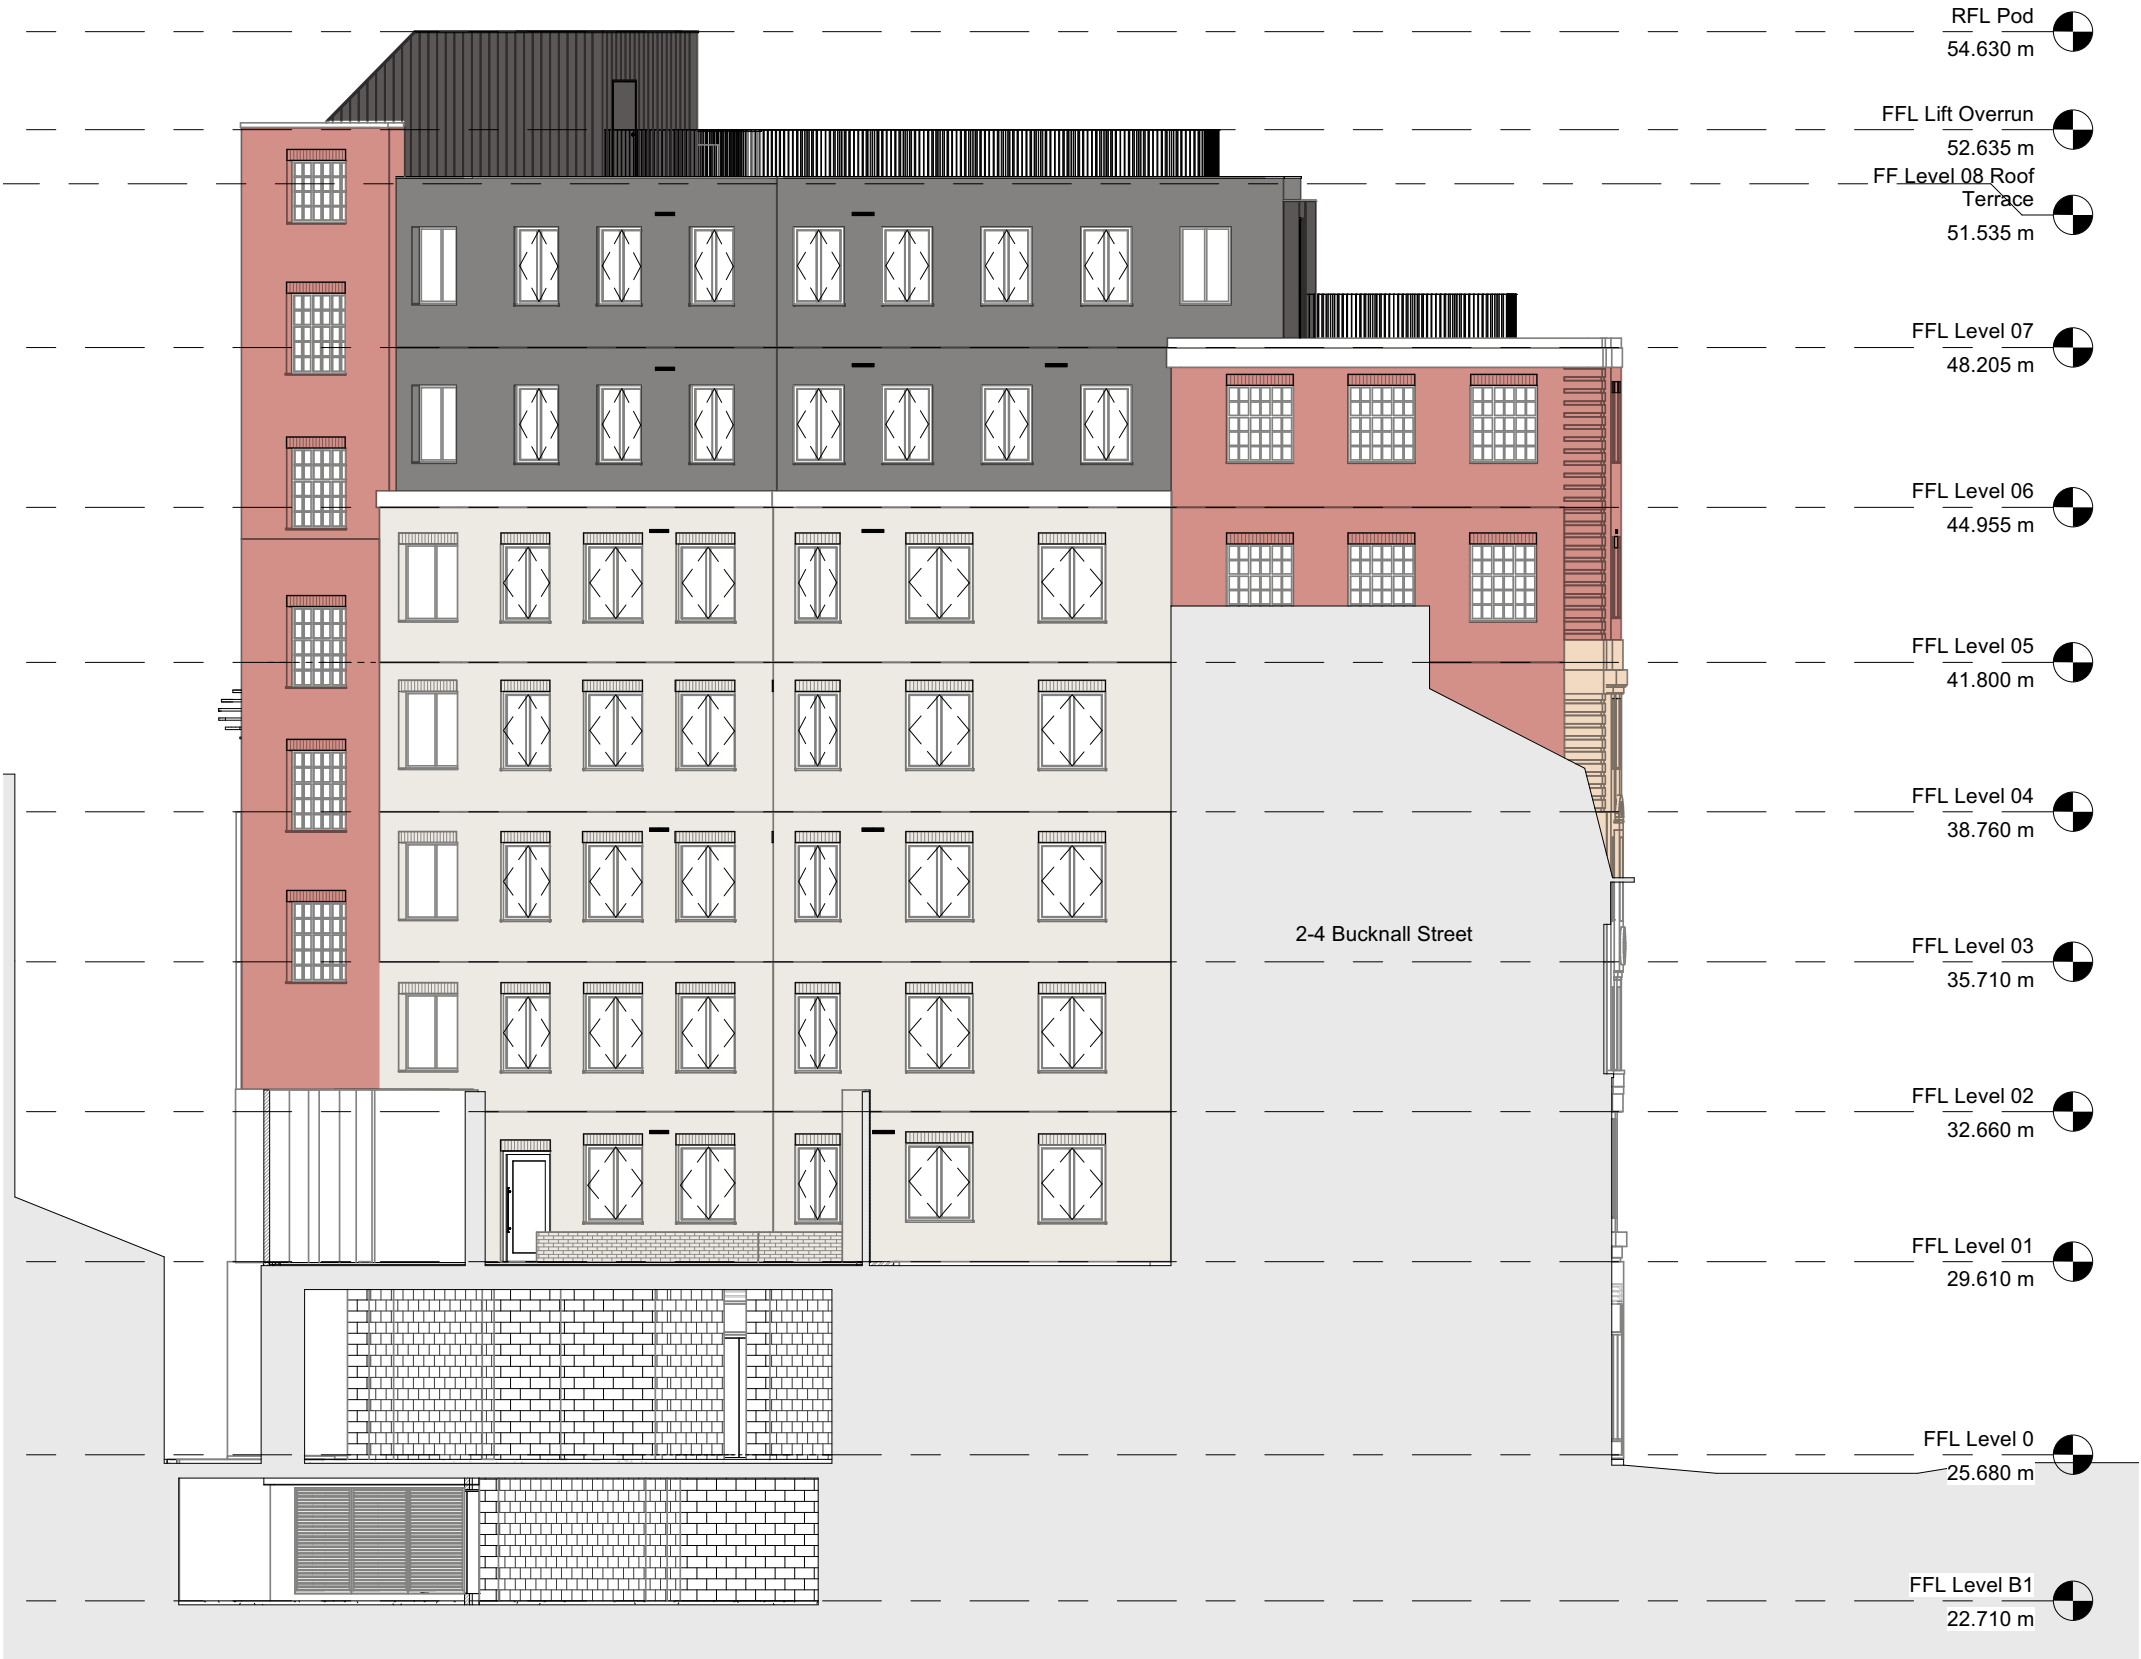 RFL Pod
54.630 m
FFL Lift Overrun
52.635 m
FF Level 08 Roof
Terrace
51.535 m
FFL Level 07
48.205 m
FFL Level 06
44.955 m
FFL Level 05
41.800 m
FFL Level 04
38.760 m
2-4 Bucknall Street
FFL Level 03
35.710 m
FFL Level 02
32.660 m
FFL Level 01
29.610 m
FFL Level 0
25.680 m
FFL Level B1
22.710 m